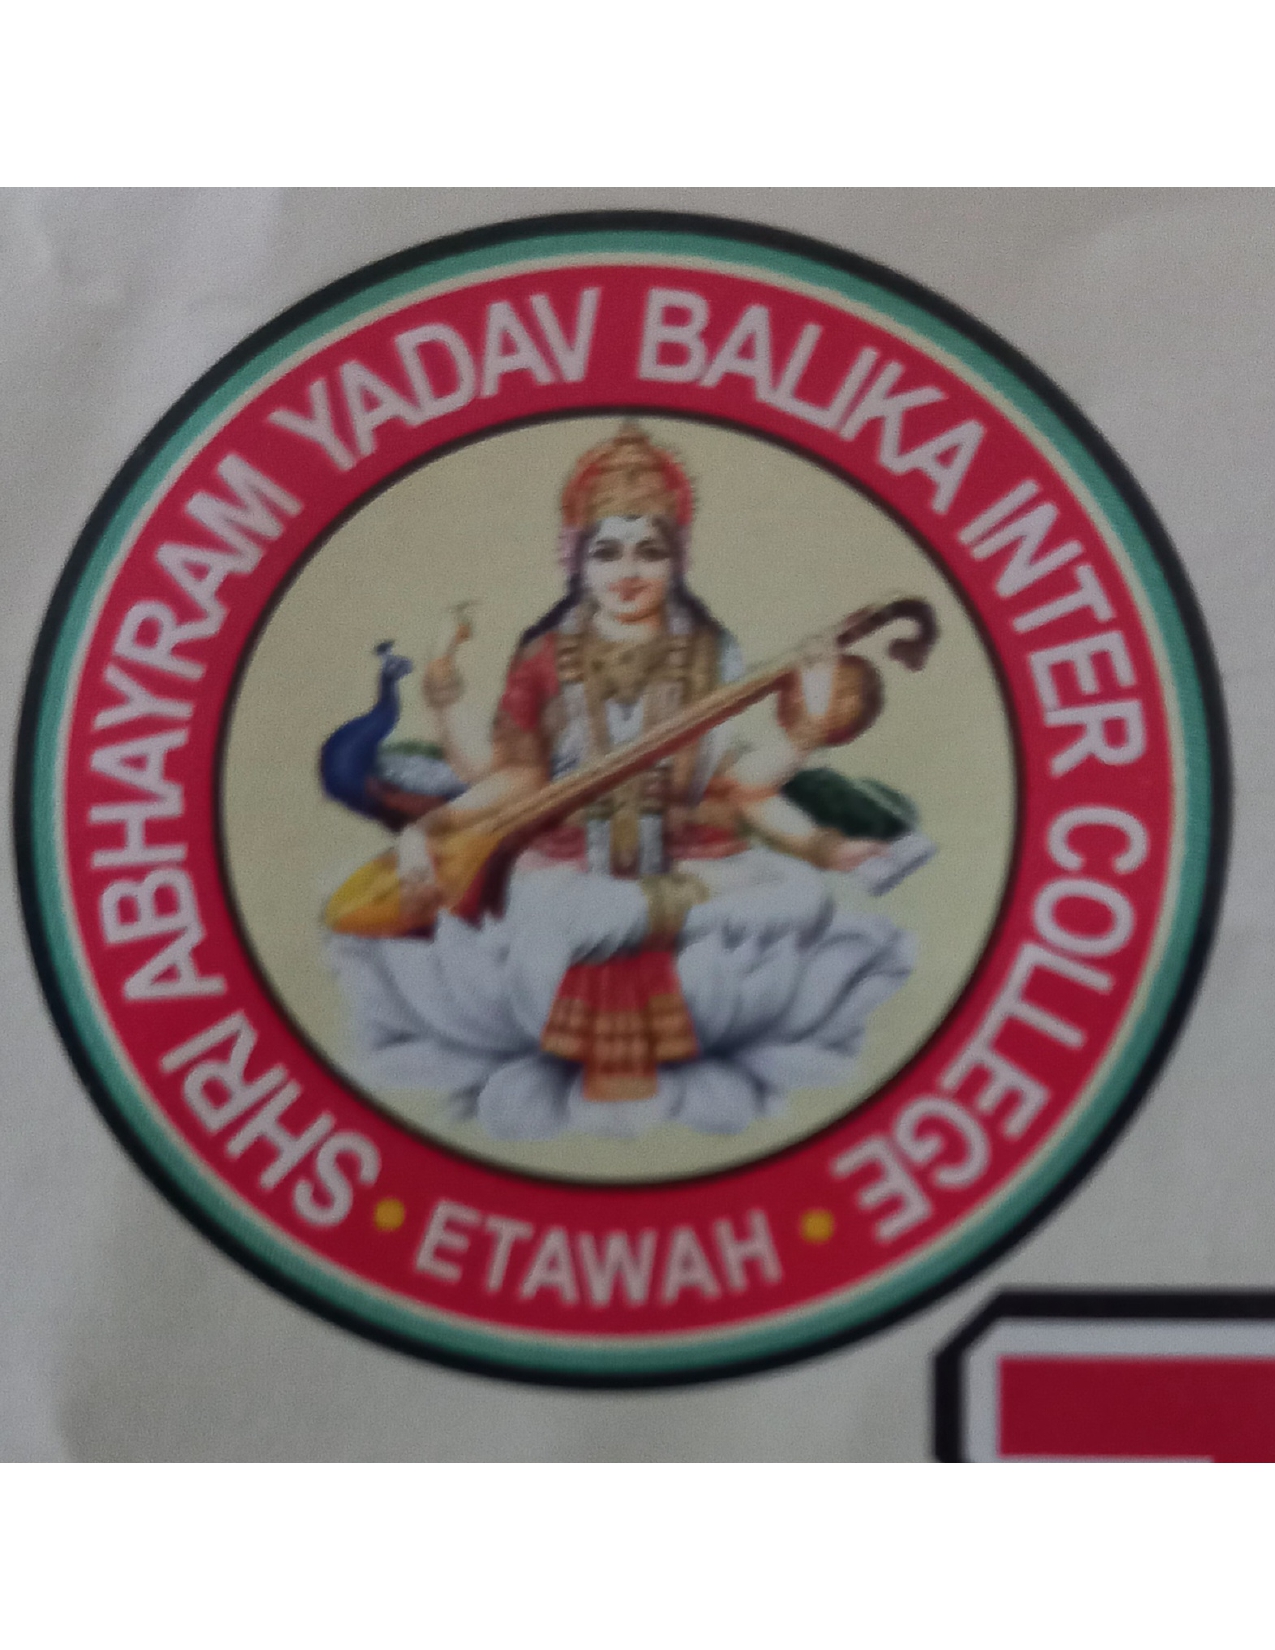 SHRI ABHAYRAM YADAV BALIKA INTER COLLEGE
• ETAWAH •